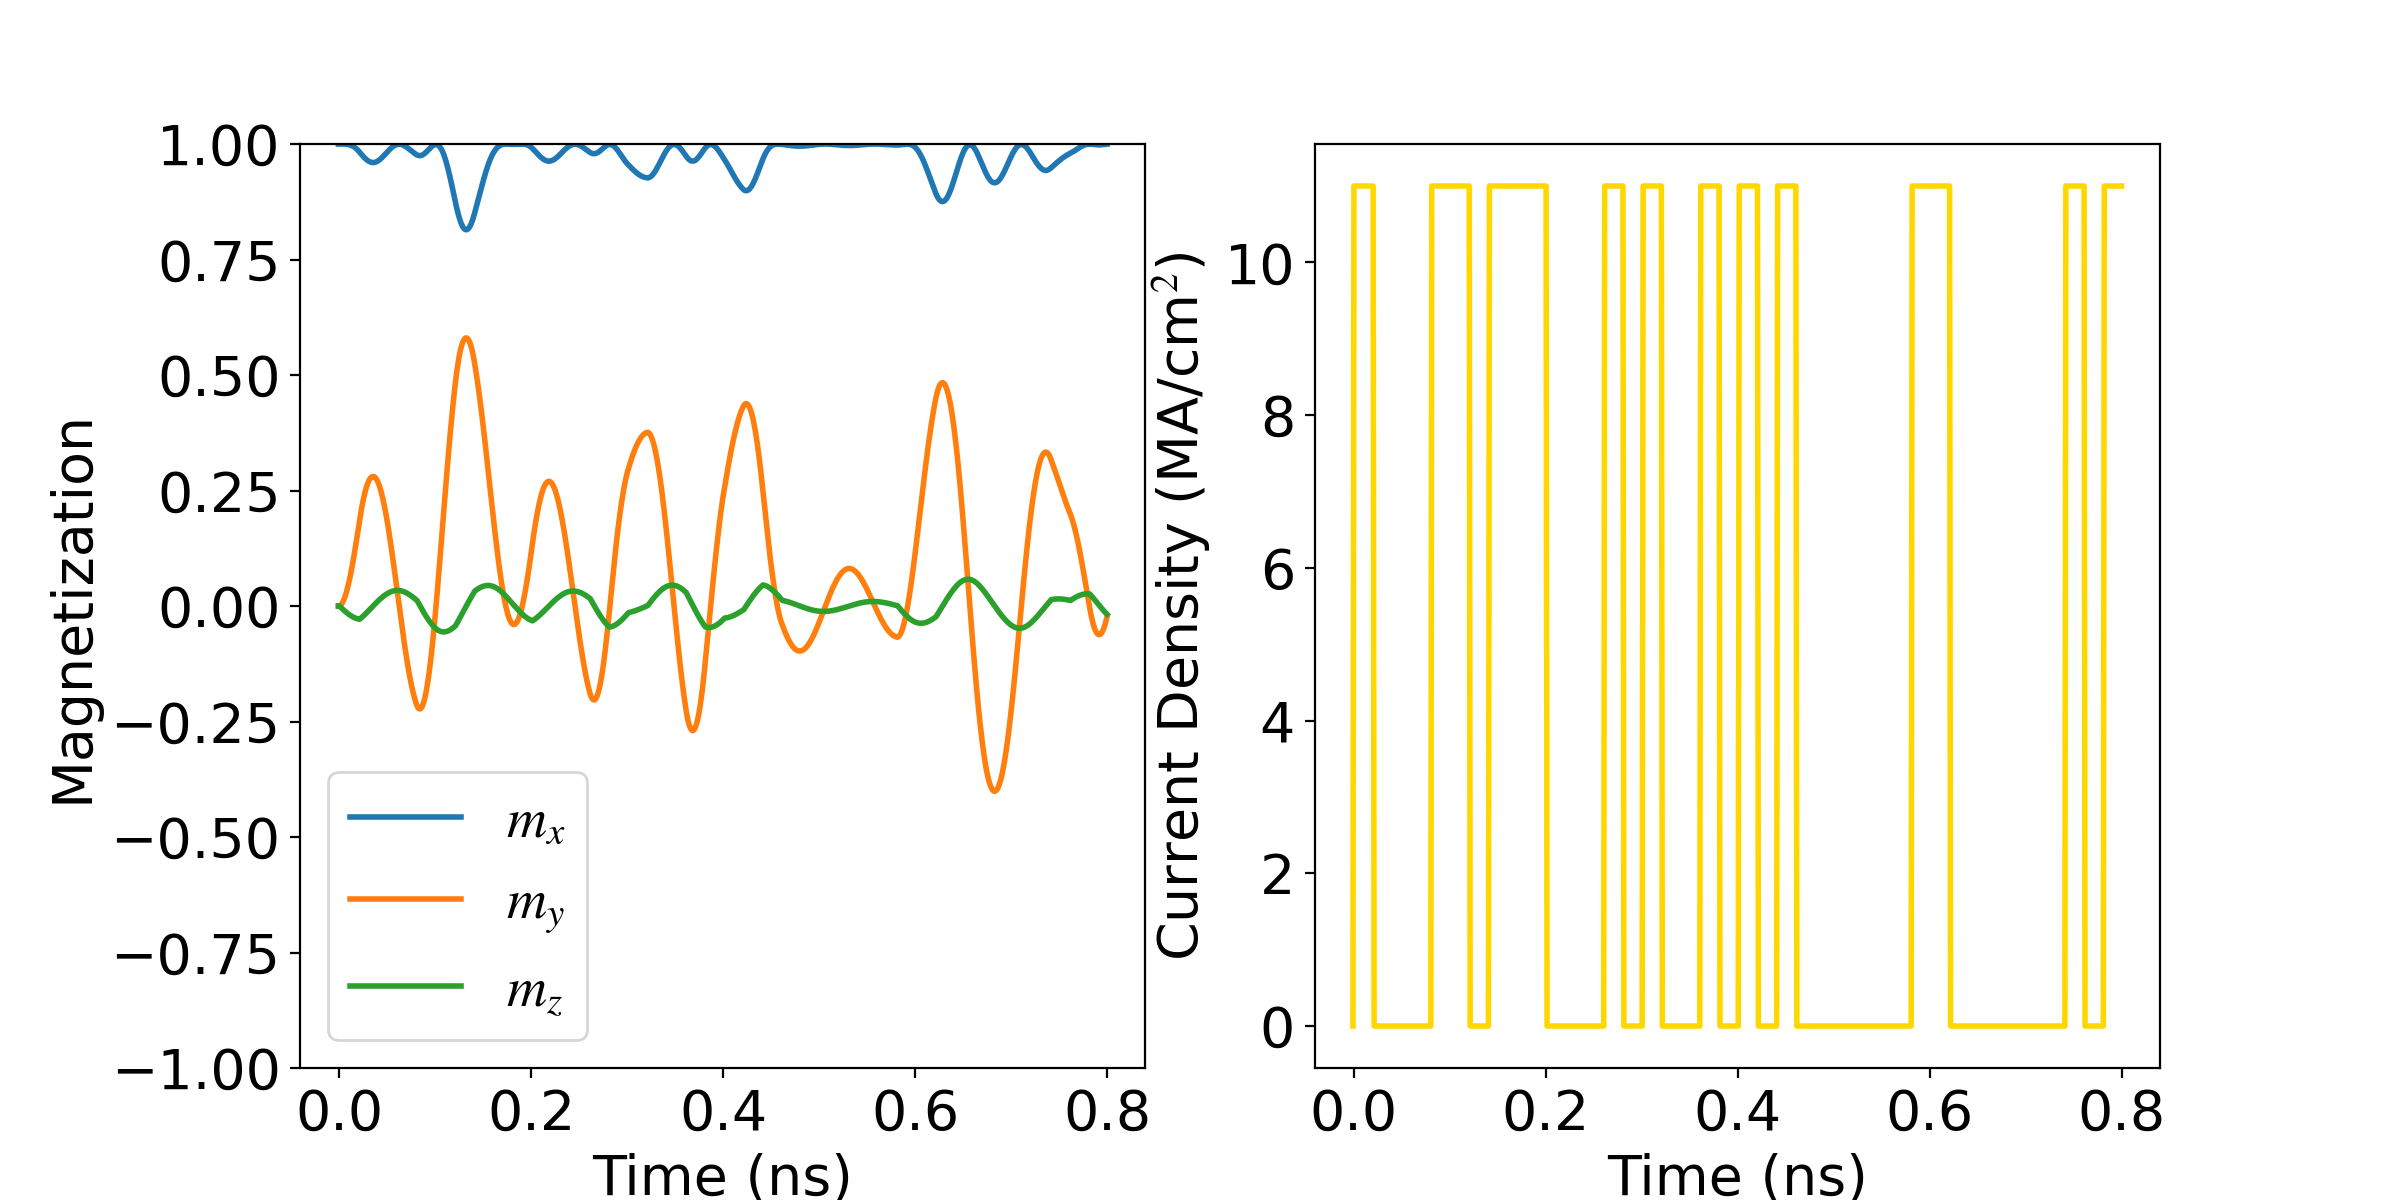 1.00
0.75
0.50
0.25
0.00
−0.25
−0.50
−0.75
−1.00
Magnetization
m_x
m_y
m_z
0.0 0.2 0.4 0.6 0.8
Time (ns)
10
8
6
4
2
0
Current Density (MA/cm²)
0.0 0.2 0.4 0.6 0.8
Time (ns)